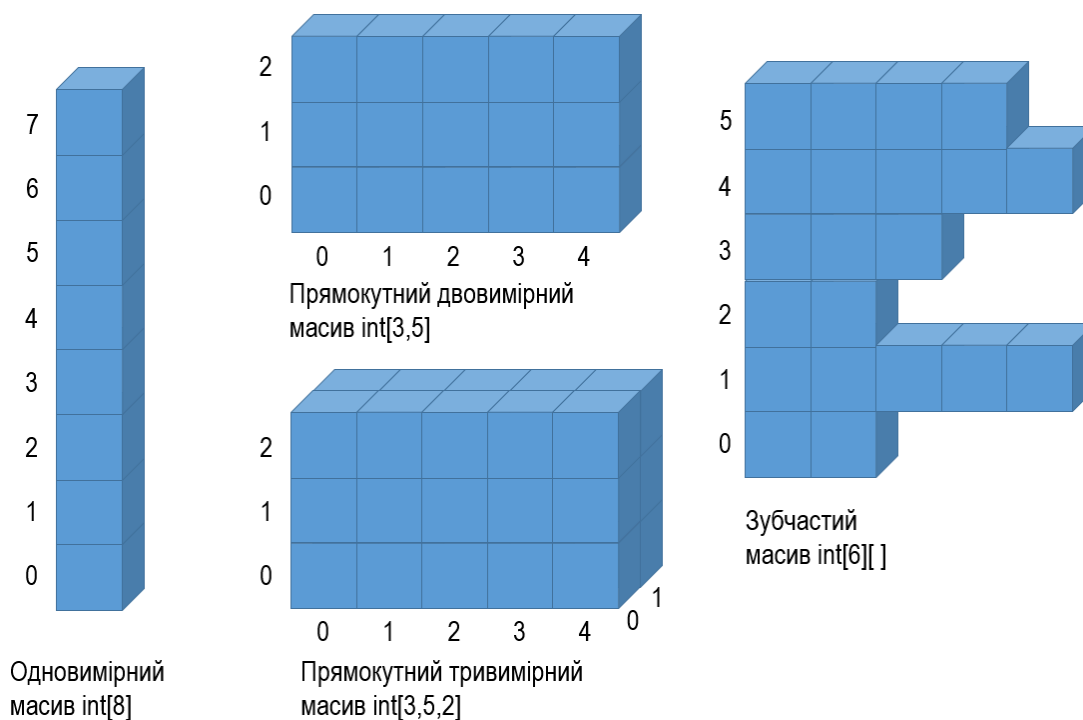 7
6
5
4
3
2
1
0
Одновимірний
масив int[8]
2
1
0
0 1 2 3 4
Прямокутний двовимірний
масив int[3,5]
2
1
0
0 1 2 3 4 0 1
Прямокутний тривимірний
масив int[3,5,2]
5
4
3
2
1
0
Зубчастий
масив int[6][ ]